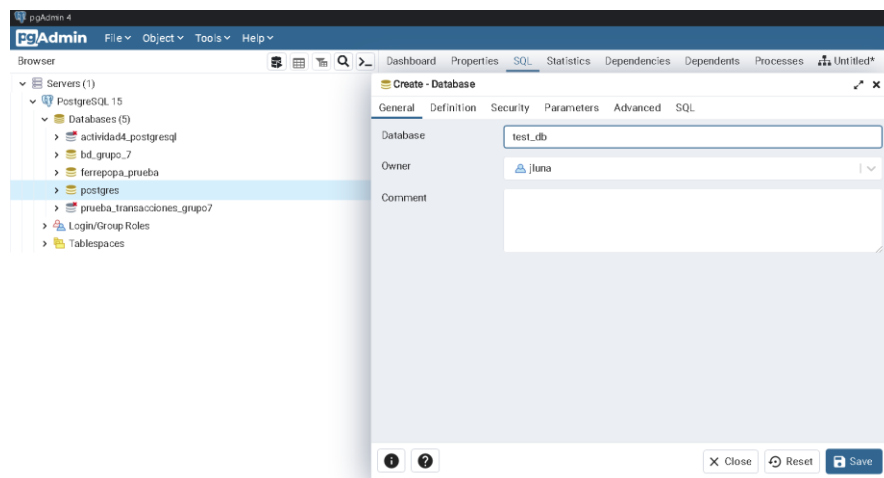 pgAdmin 4
pgAdmin File Object Tools Help
Browser
Dashboard Properties SQL Statistics Dependencies Dependents Processes Untitled*
Servers (1)
PostgreSQL 15
Databases (5)
actividad4_postgresql
bd_grupo_7
ferrepopa_prueba
postgres
prueba_transacciones_grupo7
Login/Group Roles
Tablespaces
Create - Database
General Definition Security Parameters Advanced SQL
Database test_db
Owner jluna
Comment
Close Reset Save